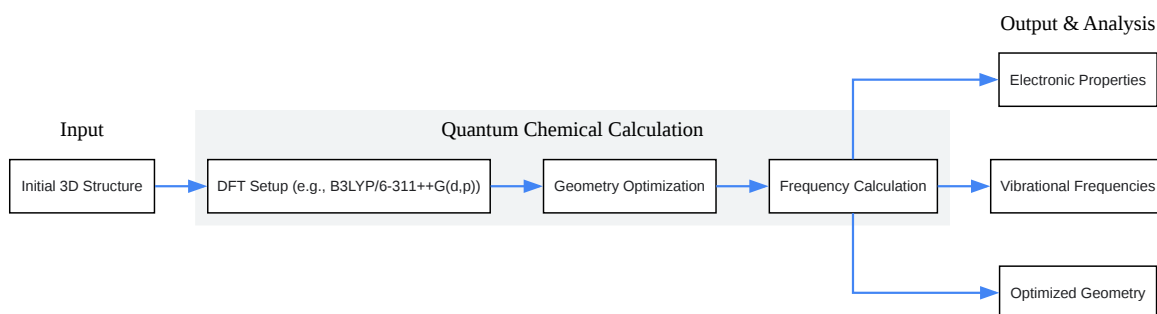 Output & Analysis
Electronic Properties
Input
Quantum Chemical Calculation
Initial 3D Structure
DFT Setup (e.g., B3LYP/6-311++G(d,p))
Geometry Optimization
Frequency Calculation
Vibrational Frequencies
Optimized Geometry